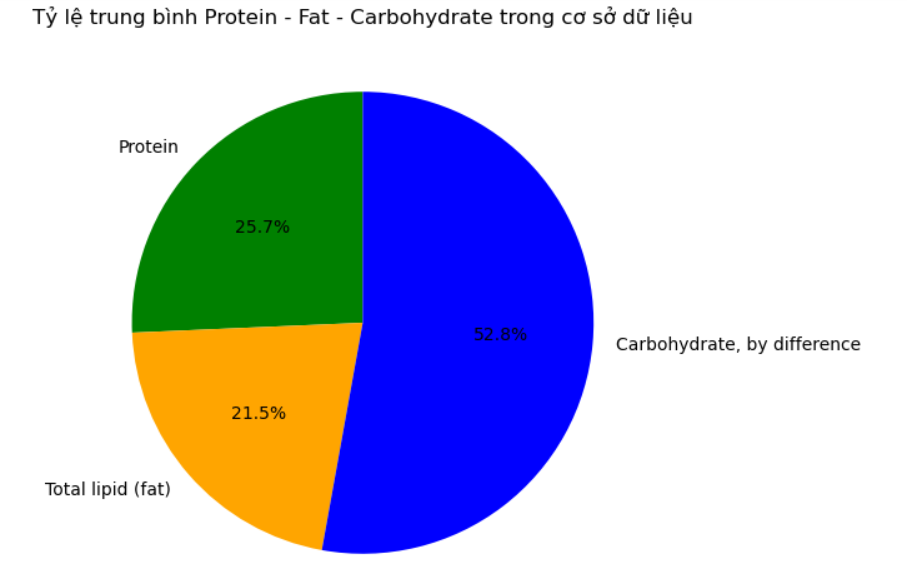 Tỷ lệ trung bình Protein - Fat - Carbohydrate trong cơ sở dữ liệu
Protein
25.7%
52.8%
Carbohydrate, by difference
21.5%
Total lipid (fat)